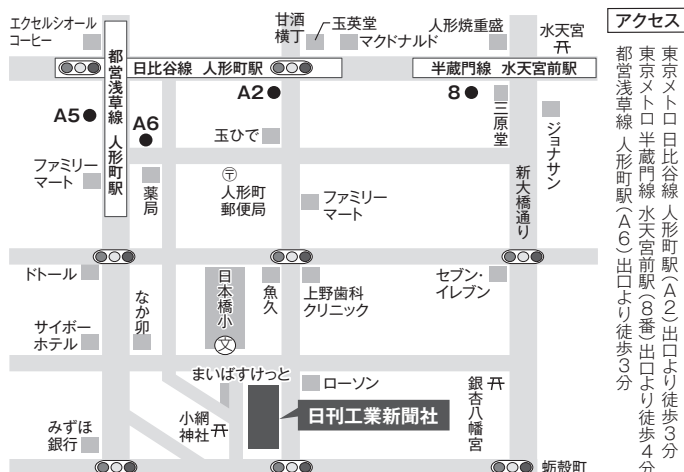 エクセルシオール
コーヒー
甘酒
横丁
玉英堂
マクドナルド
人形焼重盛
水天宮
都営浅草線 人形町駅
日比谷線 人形町駅
半蔵門線 水天宮前駅
A5
A6
A2
8
玉ひで
三原堂
ジョナサン
ファミリー
マート
薬局
〒
人形町
郵便局
ファミリー
マート
新大橋通り
ドトール
なか卯
日本橋小
文
魚久
上野歯科
クリニック
セブン-
イレブン
サイボー
ホテル
まいばすけっと
ローソン
銀杏八幡宮
小網
神社
日刊工業新聞社
みずほ
銀行
蛎殻町
アクセス
東京メトロ 日比谷線 人形町駅(A2)出口より徒歩3分
東京メトロ 半蔵門線 水天宮前駅(8番)出口より徒歩4分
都営浅草線 人形町駅(A6)出口より徒歩3分